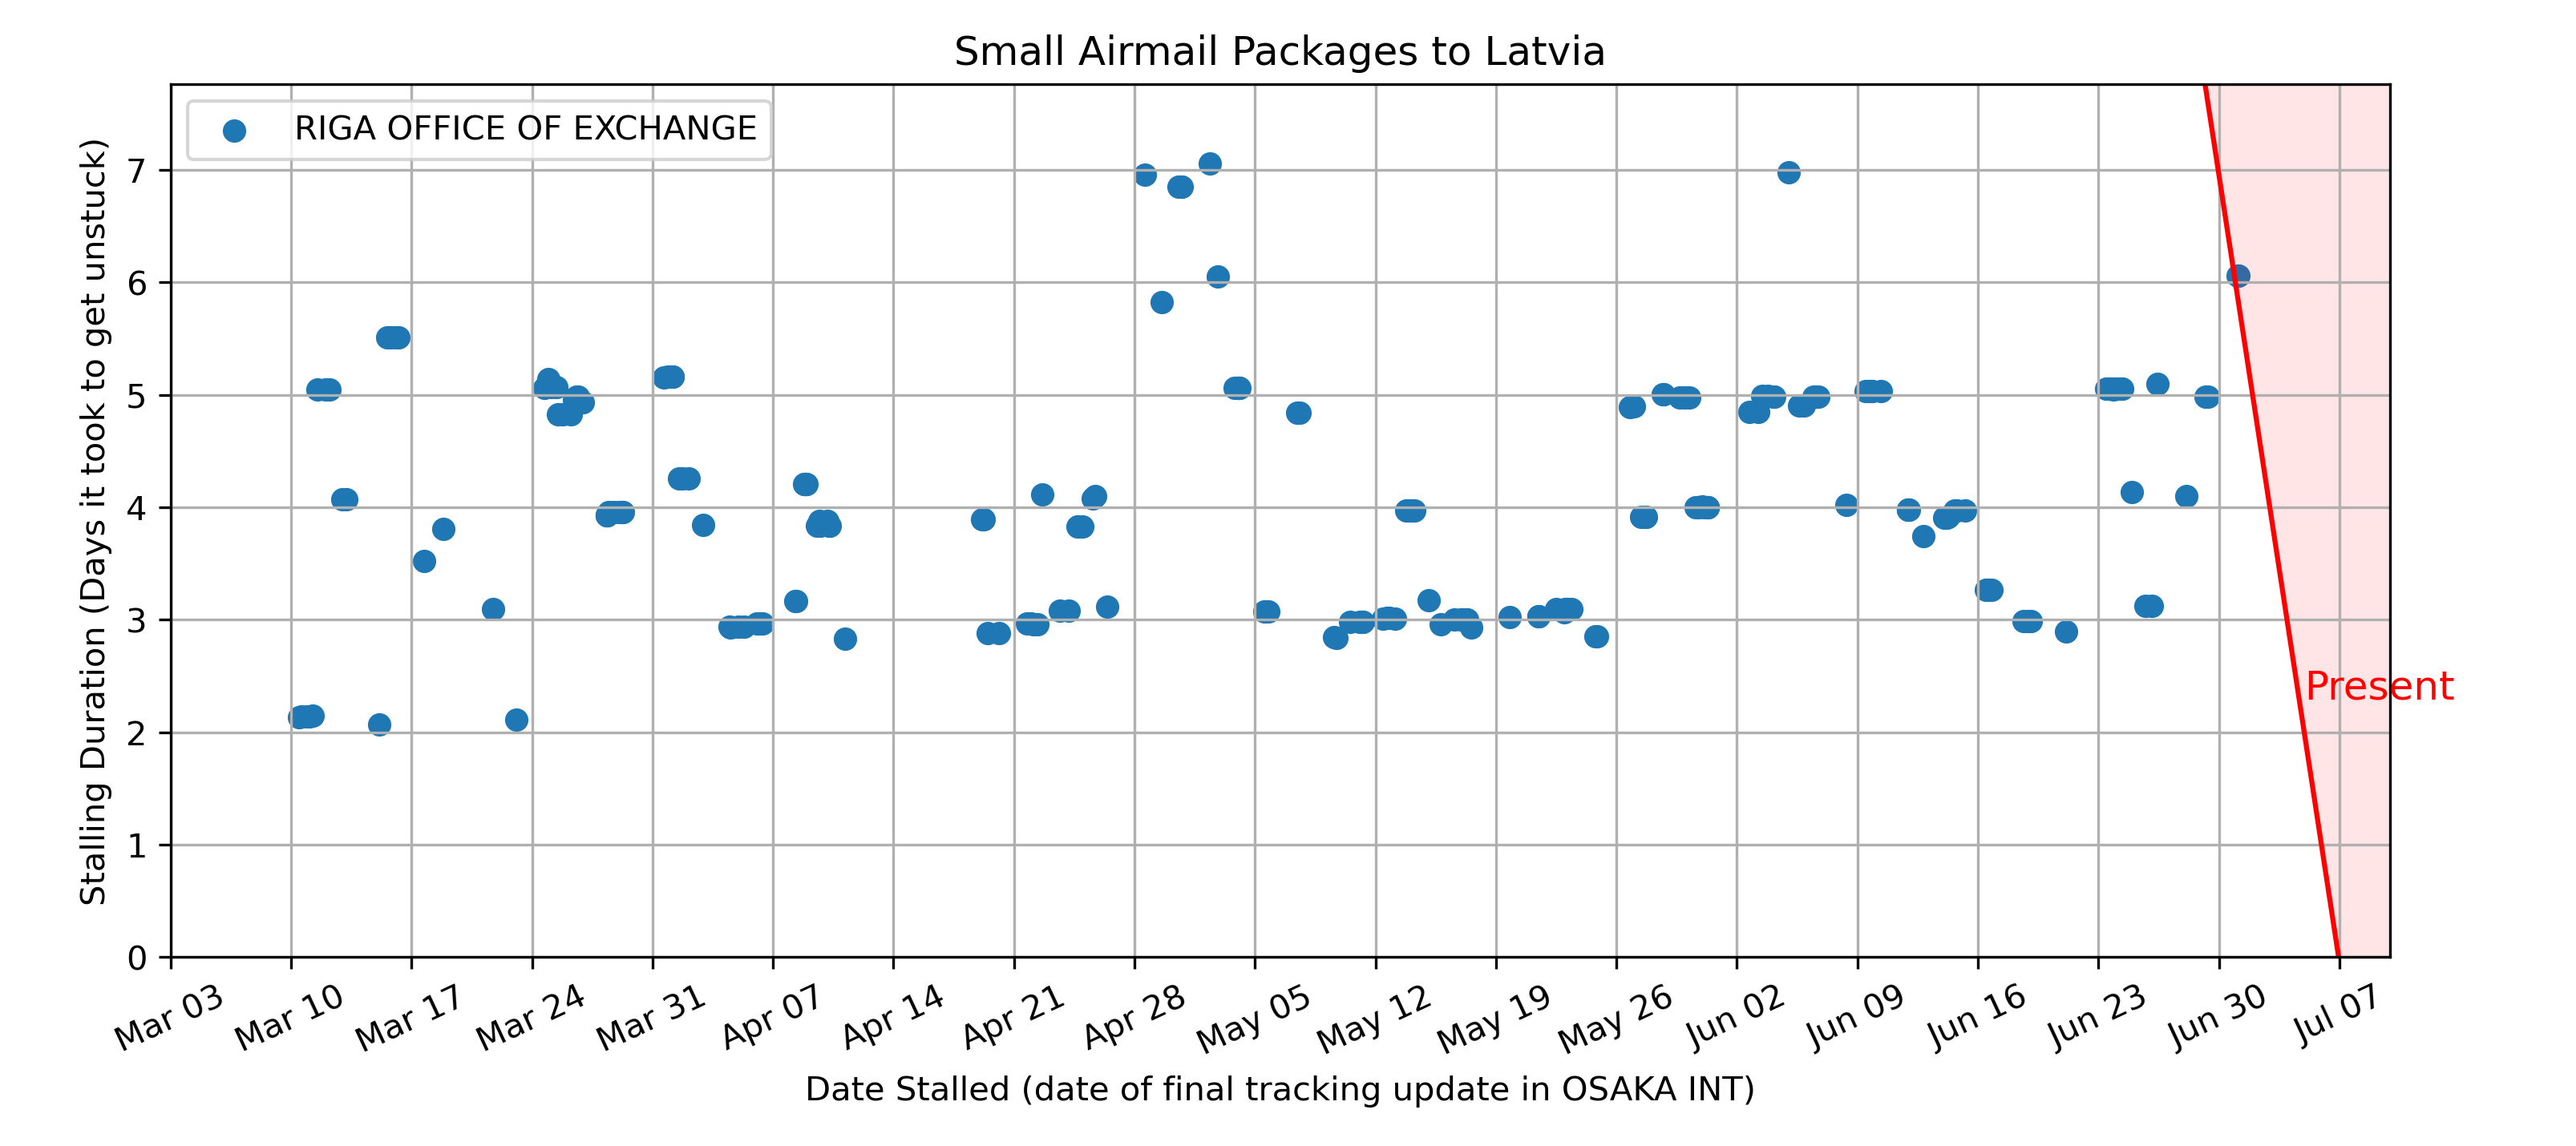 Small Airmail Packages to Latvia
RIGA OFFICE OF EXCHANGE
Stalling Duration (Days it took to get unstuck)
7
6
5
4
3
2
1
0
Present
Mar 03
Mar 10
Mar 17
Mar 24
Mar 31
Apr 07
Apr 14
Apr 21
Apr 28
May 05
May 12
May 19
May 26
Jun 02
Jun 09
Jun 16
Jun 23
Jun 30
Jul 07
Date Stalled (date of final tracking update in OSAKA INT)